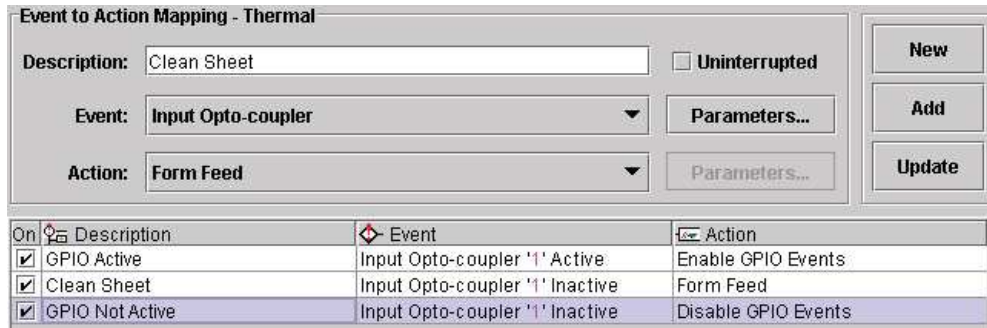 Event to Action Mapping - Thermal
Description: Clean Sheet Uninterrupted New
Event: Input Opto-coupler Parameters... Add
Action: Form Feed Parameters... Update
On Description Event Action
GPIO Active Input Opto-coupler '1' Active Enable GPIO Events
Clean Sheet Input Opto-coupler '1' Inactive Form Feed
GPIO Not Active Input Opto-coupler '1' Inactive Disable GPIO Events